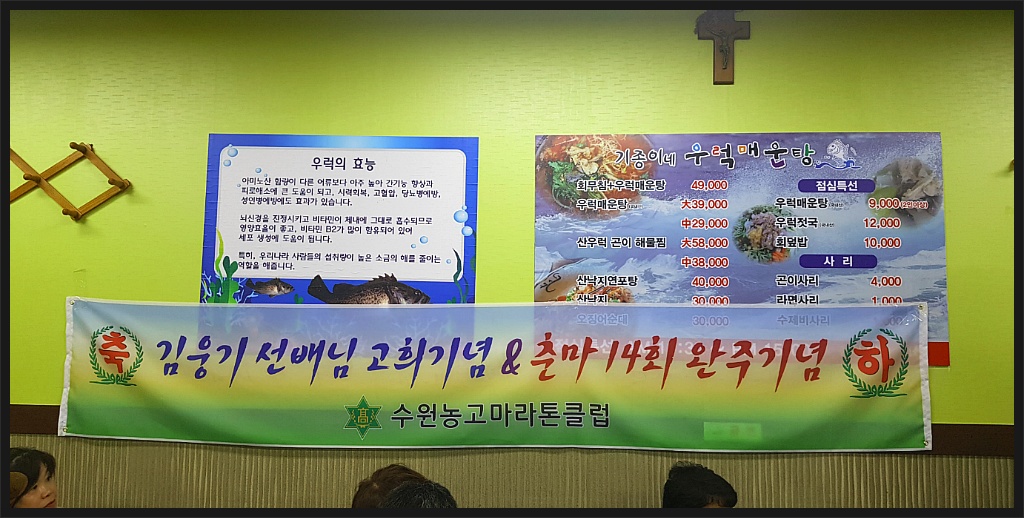 우럭의 효능
아미노산 함량이 다른 어류보다 아주 높아 간기능 향상과
피로해소에 큰 도움이 되고, 시력회복, 고혈압, 당뇨병예방,
성인병예방에도 효과가 있습니다.
뇌신경을 진정시키고 비타민이 체내에 그대로 흡수되므로
영양효율이 좋고, 비타민 B2가 많이 함유되어 있어
세포 생성에 도움이 됩니다.
특히, 우리나라 사람들의 섭취량이 높은 소금의 해를 줄이는
역할을 해줍니다.
기종이네 우럭매운탕
회무침+우럭매운탕 49,000
우럭매운탕 大39,000
中29,000
산우럭 곤이 해물찜 大58,000
中38,000
산낙지연포탕 40,000
산낙지 30,000
오징어순대 30,000
점심특선
우럭매운탕 9,000
우럭젓국 12,000
회덮밥 10,000
사 리
곤이사리 4,000
라면사리 1,000
수제비사리
축 김웅기 선배님 고희기념 & 춘마 14회 완주기념 하
高 수원농고마라톤클럽